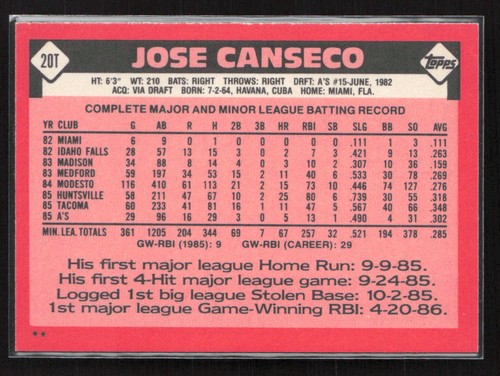 20T
JOSE CANSECO
Topps
HT: 6'3" WT: 210 BATS: RIGHT THROWS: RIGHT DRFT: A'S #15-JUNE, 1982
ACQ: VIA DRAFT BORN: 7-2-64, HAVANA, CUBA HOME: MIAMI, FLA.
COMPLETE MAJOR AND MINOR LEAGUE BATTING RECORD
YR CLUB G AB R H 2B 3B HR RBI SB SLG BB SO AVG
82 MIAMI 6 9 0 1 0 0 0 0 0 .111 1 3 .111
82 IDAHO FALLS 28 57 13 15 3 0 2 7 3 .421 9 13 .263
83 MADISON 34 88 8 14 4 0 3 10 2 .307 10 36 .159
83 MEDFORD 59 197 34 53 15 2 11 40 6 .533 30 78 .269
84 MODESTO 116 410 61 113 21 2 15 73 10 .446 74 127 .276
85 HUNTSVILLE 58 211 47 67 10 2 25 80 6 .739 30 55 .318
85 TACOMA 60 233 41 81 16 1 11 47 5 .571 40 66 .348
85 A'S 29 96 16 29 3 0 5 13 1 .490 4 31 .302
MIN. LEA. TOTALS 361 1205 204 344 69 7 67 257 32 .521 194 378 .285
GW-RBI (1985): 9 GW-RBI (CAREER): 29
His first major league Home Run: 9-9-85.
His first 4-Hit major league game: 9-24-85.
Logged 1st big league Stolen Base: 10-2-85.
1st major league Game-Winning RBI: 4-20-86.
**